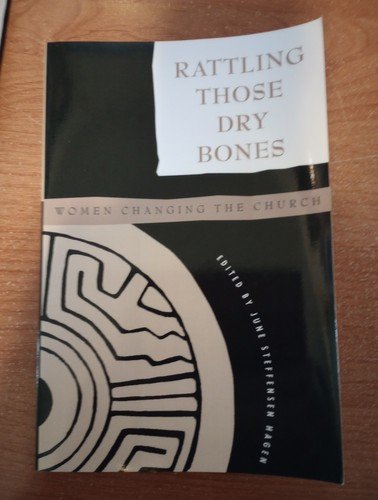 RATTLING
THOSE
DRY
BONES
WOMEN CHANGING THE CHURCH
EDITED BY JUNE STEFFENSEN HAGEN